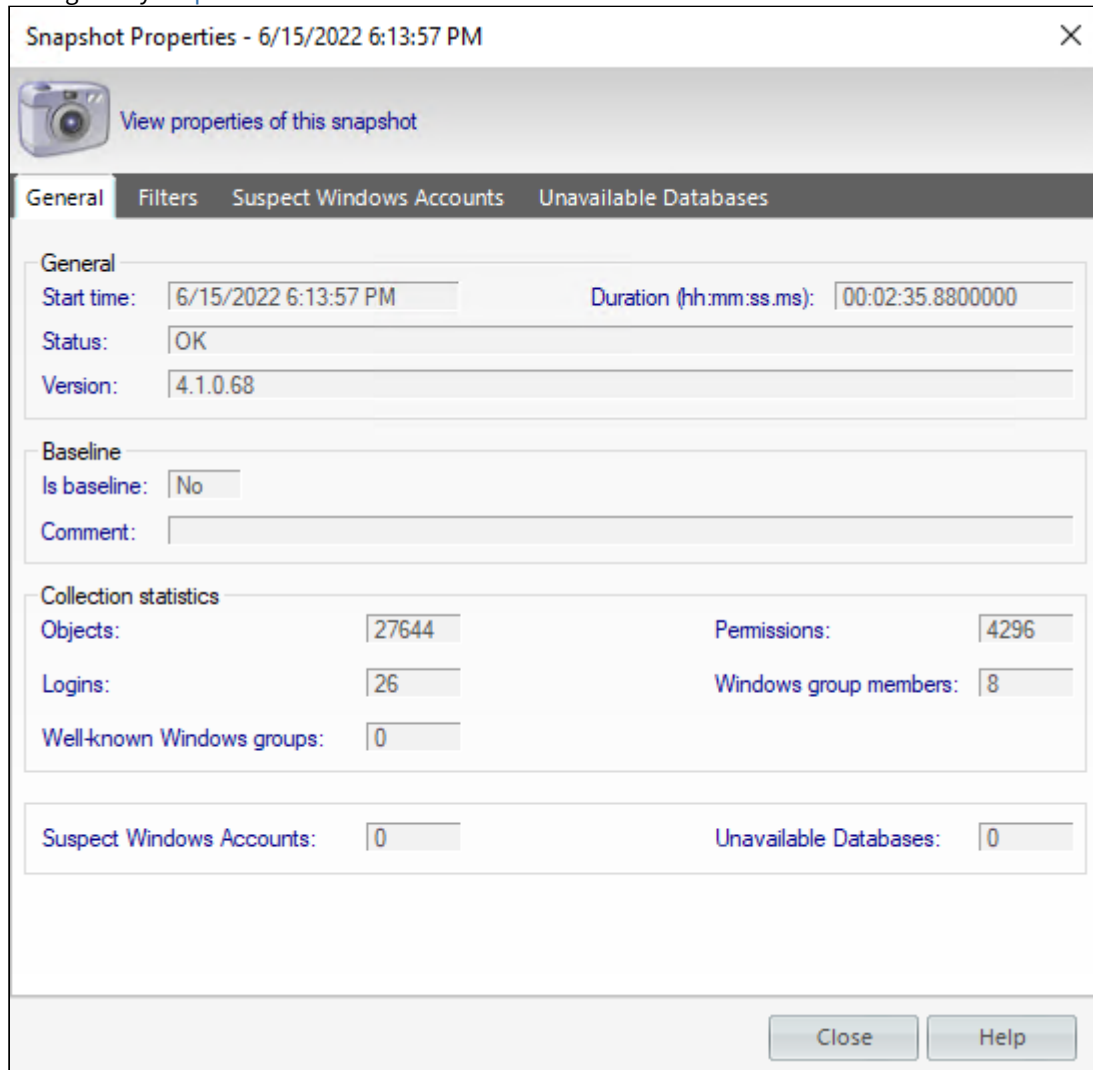 Snapshot Properties - 6/15/2022 6:13:57 PM
View properties of this snapshot
General Filters Suspect Windows Accounts Unavailable Databases
General
Start time: 6/15/2022 6:13:57 PM Duration (hh:mm:ss.ms): 00:02:35.8800000
Status: OK
Version: 4.1.0.68
Baseline
Is baseline: No
Comment:
Collection statistics
Objects: 27644 Permissions: 4296
Logins: 26 Windows group members: 8
Well-known Windows groups: 0
Suspect Windows Accounts: 0 Unavailable Databases: 0
Close Help